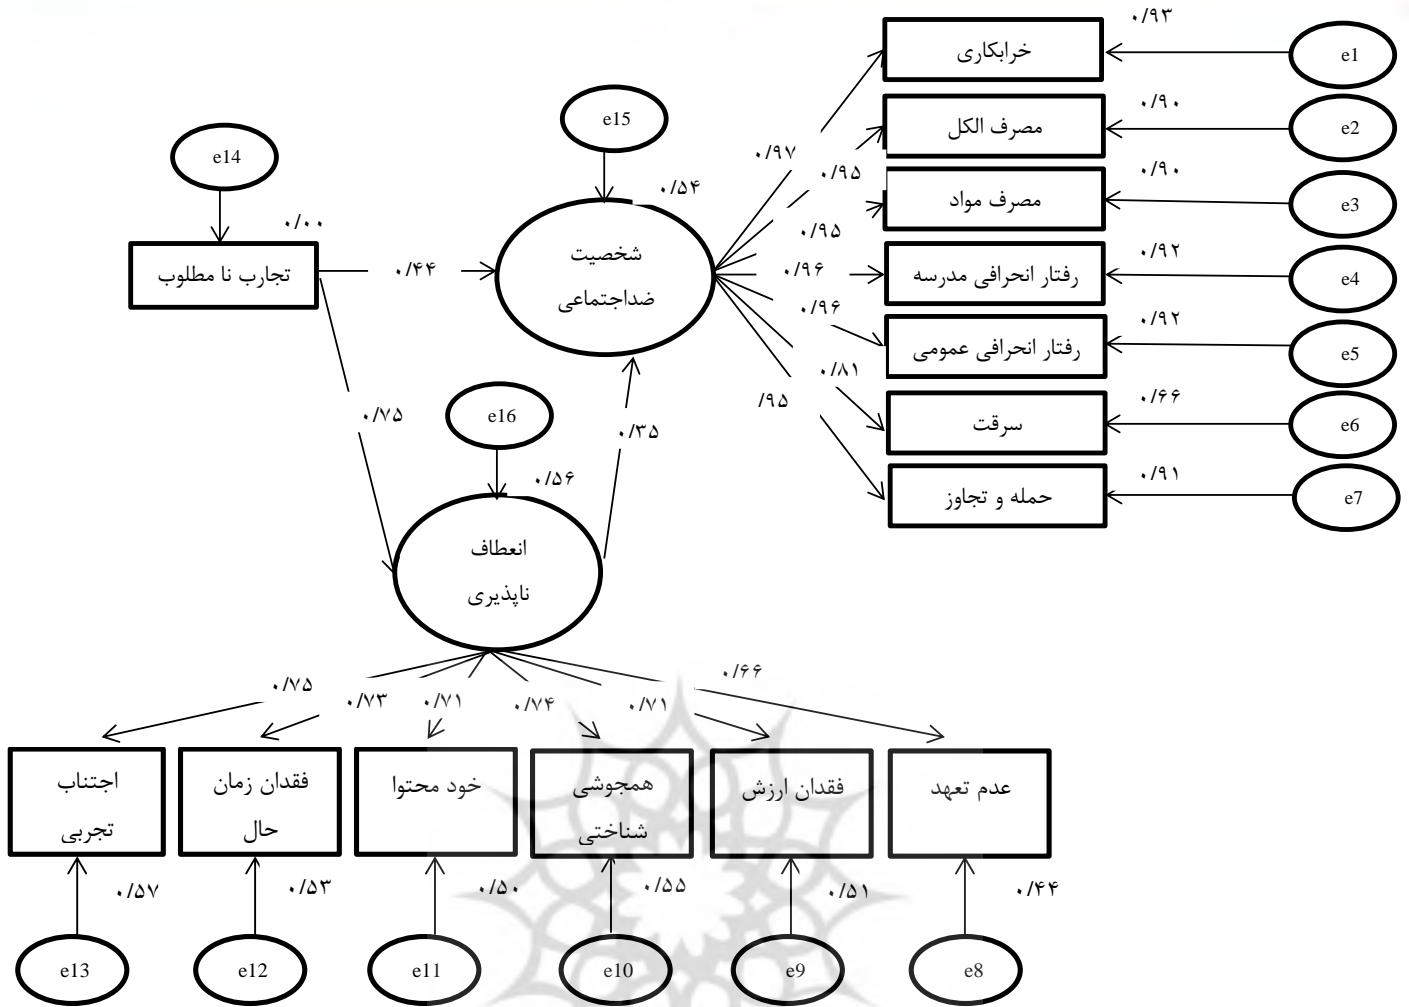 ۰/۹۳
خرابکاری
e1
۰/۹۰
مصرف الکل
e2
۰/۹۰
مصرف مواد
e3
۰/۹۲
رفتار انحرافی مدرسه
e4
۰/۹۲
رفتار انحرافی عمومی
e5
۰/۶۶
سرقت
e6
۰/۹۱
حمله و تجاوز
e7
۰/۹۷
۰/۹۵
۰/۹۵
۰/۹۶
۰/۹۶
۰/۸۱
/۹۵
e15
۰/۵۴
شخصیت
ضداجتماعی
e14
۰/۰۰
تجارب نا مطلوب
۰/۴۴
۰/۷۵
۰/۳۵
e16
۰/۵۶
انعطاف
ناپذیری
۰/۷۵
۰/۷۳
۰/۷۱
۰/۷۴
۰/۷۱
۰/۶۶
اجتناب
تجربی
فقدان زمان
حال
خود محتوا
همجوشی
شناختی
فقدان ارزش
عدم تعهد
۰/۵۷
۰/۵۳
۰/۵۰
۰/۵۵
۰/۵۱
۰/۴۴
e13
e12
e11
e10
e9
e8